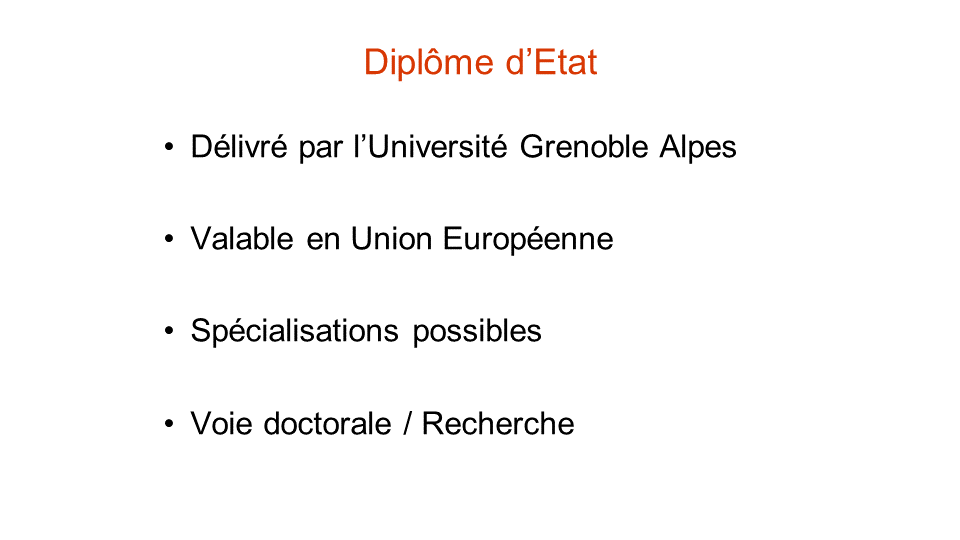 Diplôme d’Etat
• Délivré par l’Université Grenoble Alpes
• Valable en Union Européenne
• Spécialisations possibles
• Voie doctorale / Recherche